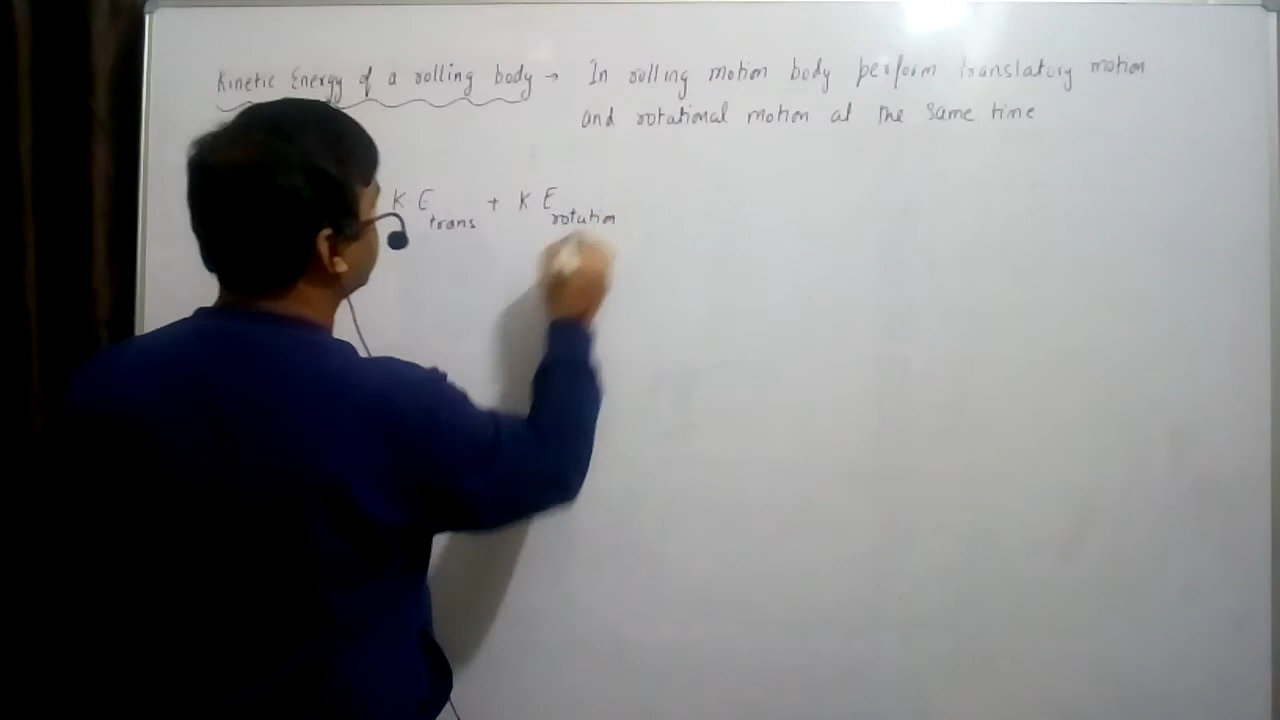 Kinetic Energy of a rolling body → In rolling motion body perform translatory motion
and rotational motion at the same time
K E trans + K E rotation